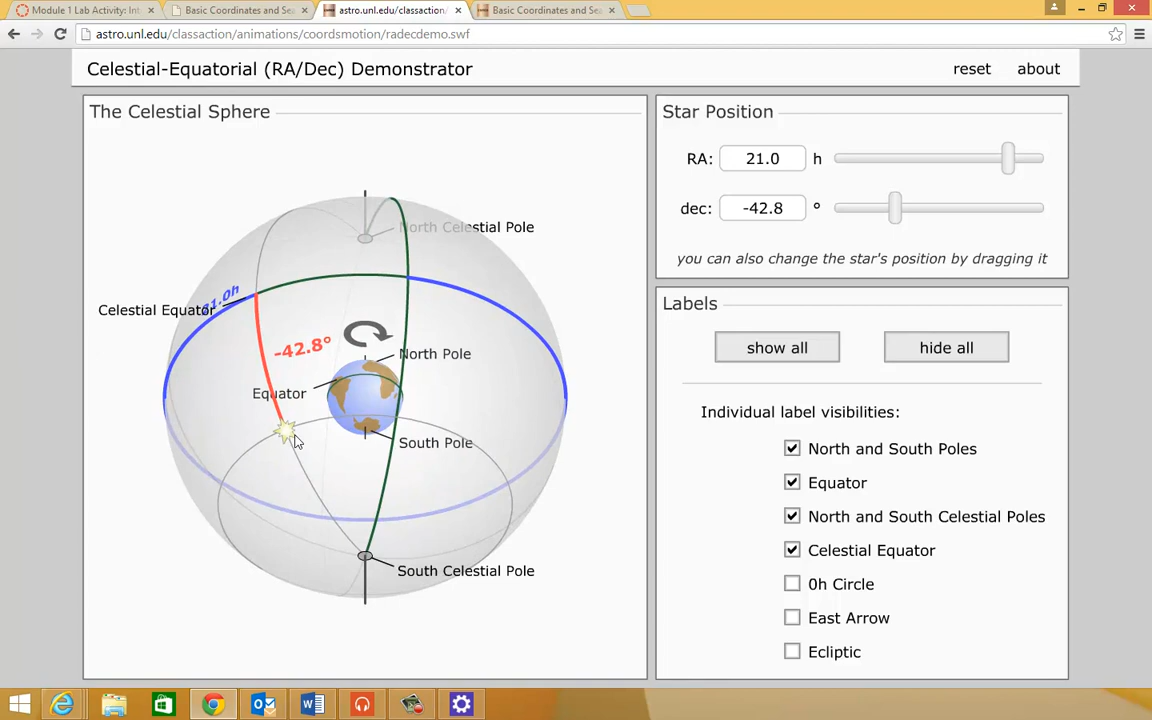 Module 1 Lab Activity: Int
Basic Coordinates and Sea
astro.unl.edu/classaction/
Basic Coordinates and Sea
astro.unl.edu/classaction/animations/coordsmotion/radecdemo.swf
Celestial-Equatorial (RA/Dec) Demonstrator
reset
about
The Celestial Sphere
North Celestial Pole
21.0h
Celestial Equator
-42.8°
North Pole
Equator
South Pole
South Celestial Pole
Star Position
RA: 21.0 h
dec: -42.8 °
you can also change the star's position by dragging it
Labels
show all
hide all
Individual label visibilities:
North and South Poles
Equator
North and South Celestial Poles
Celestial Equator
0h Circle
East Arrow
Ecliptic